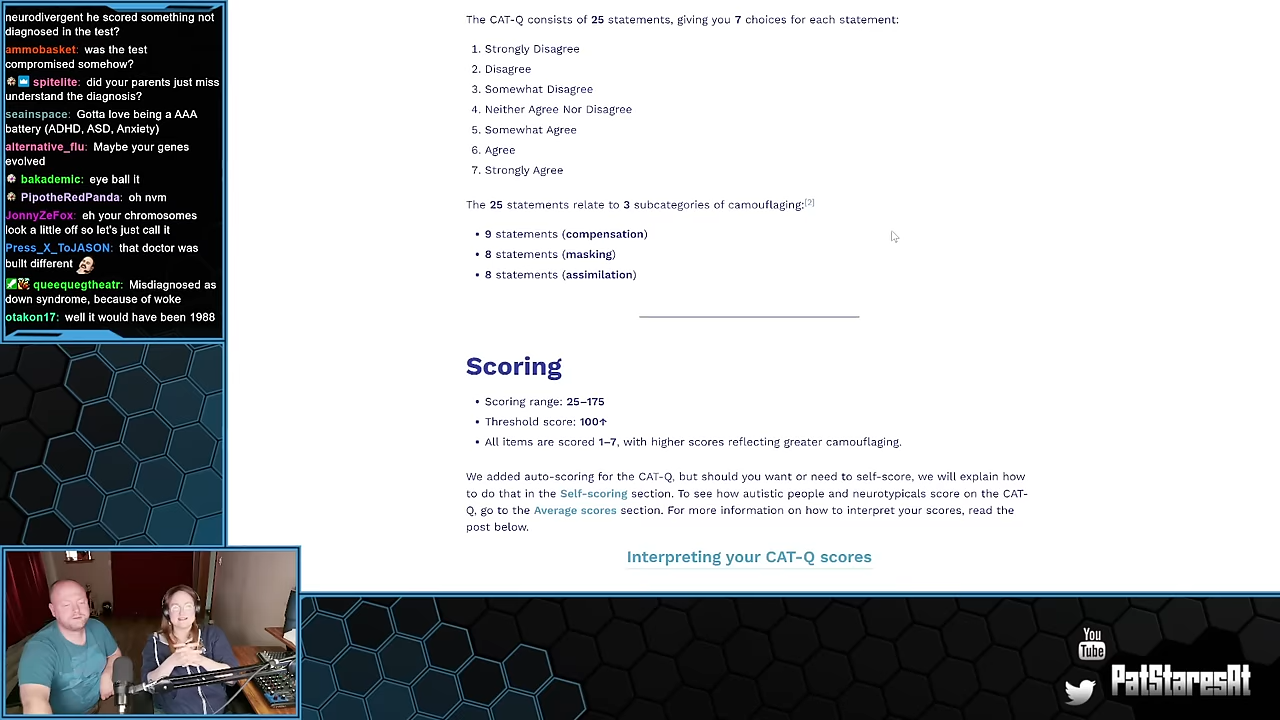 neurodivergent he scored something not
diagnosed in the test?
ammobasket: was the test
compromised somehow?
spitelite: did your parents just miss
understand the diagnosis?
seainspace: Gotta love being a AAA
battery (ADHD, ASD, Anxiety)
alternative_flu: Maybe your genes
evolved
bakademic: eye ball it
PipotheRedPanda: oh nvm
JonnyZeFox: eh your chromosomes
look a little off so let's just call it
Press_X_ToJASON: that doctor was
built different
queequegtheatr: Misdiagnosed as
down syndrome, because of woke
otakon17: well it would have been 1988
The CAT-Q consists of 25 statements, giving you 7 choices for each statement:
1. Strongly Disagree
2. Disagree
3. Somewhat Disagree
4. Neither Agree Nor Disagree
5. Somewhat Agree
6. Agree
7. Strongly Agree
The 25 statements relate to 3 subcategories of camouflaging:[2]
• 9 statements (compensation)
• 8 statements (masking)
• 8 statements (assimilation)
Scoring
• Scoring range: 25–175
• Threshold score: 100↑
• All items are scored 1–7, with higher scores reflecting greater camouflaging.
We added auto-scoring for the CAT-Q, but should you want or need to self-score, we will explain how
to do that in the Self-scoring section. To see how autistic people and neurotypicals score on the CAT-
Q, go to the Average scores section. For more information on how to interpret your scores, read the
post below.
Interpreting your CAT-Q scores
You
Tube
PatStaresAt